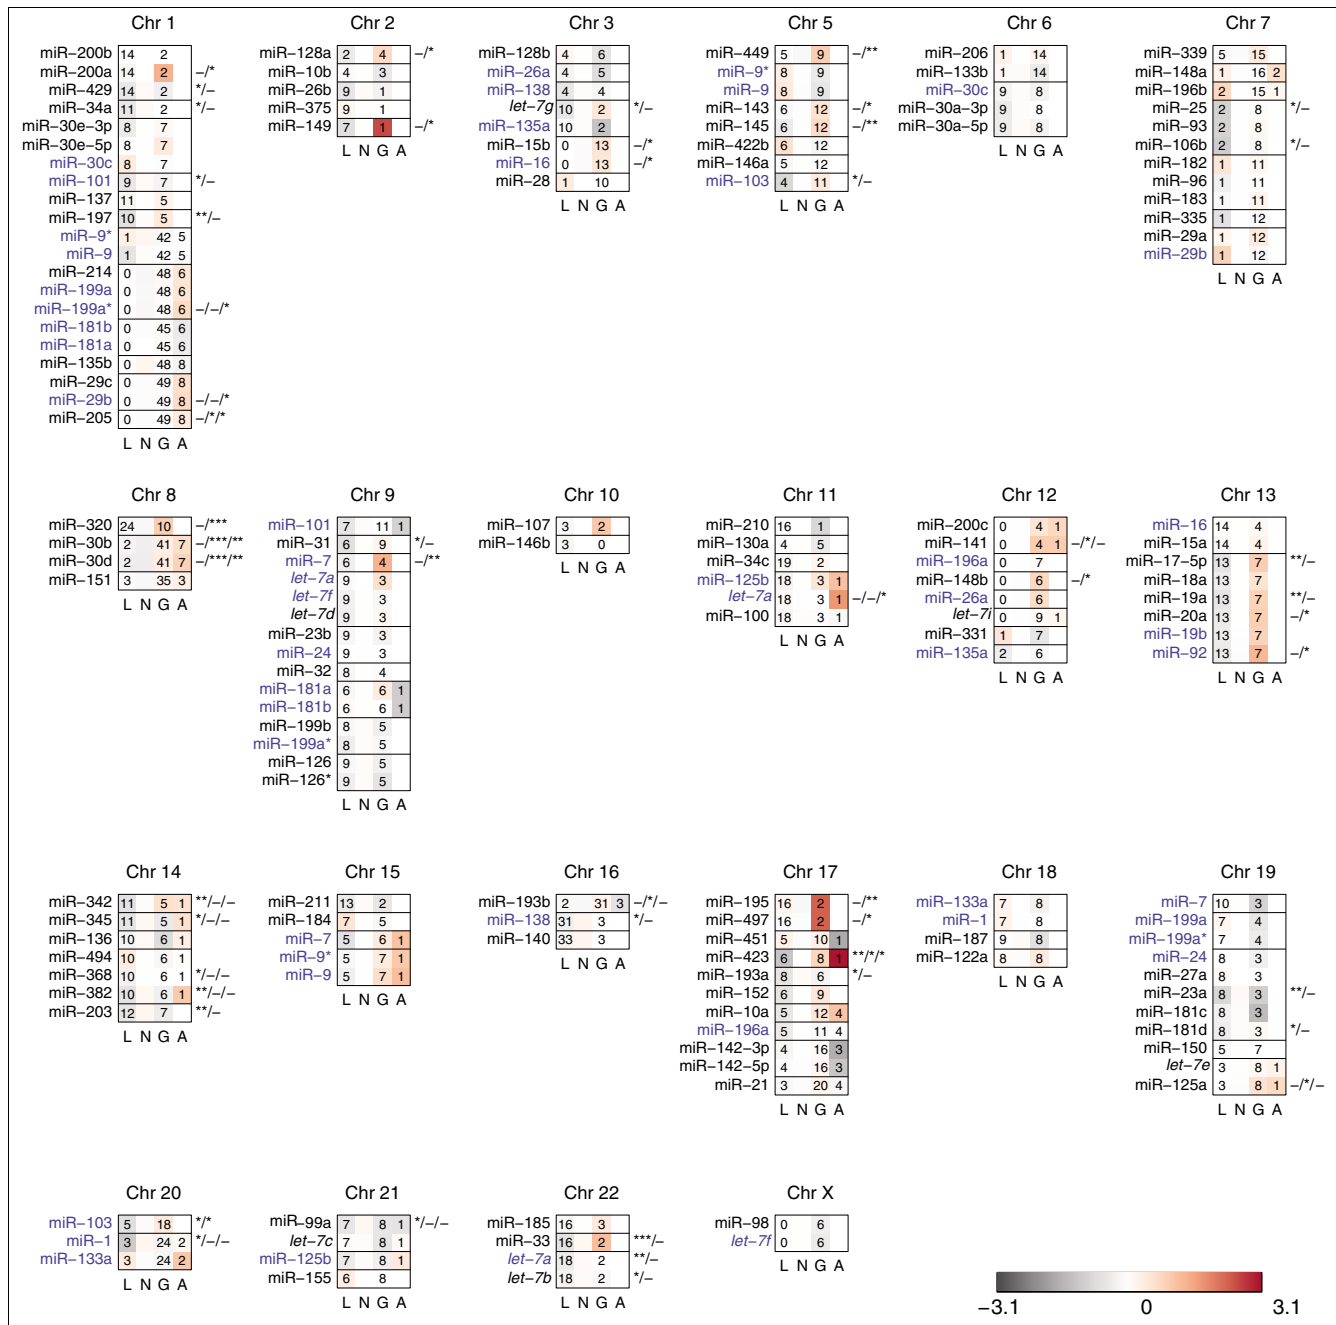 Chr 1
miR−200b 14 2
miR−200a 14 2 −/*
miR−429 14 2 */−
miR−34a 11 2 */−
miR−30e−3p 8 7
miR−30e−5p 8 7
miR−30c 8 7
miR−101 9 7 */−
miR−137 11 5
miR−197 10 5 **/−
miR−9* 1 42 5
miR−9 1 42 5
miR−214 0 48 6
miR−199a 0 48 6
miR−199a* 0 48 6 −/−/*
miR−181b 0 45 6
miR−181a 0 45 6
miR−135b 0 48 8
miR−29c 0 49 8
miR−29b 0 49 8 −/−/*
miR−205 0 49 8 −/*/*
L N G A
Chr 2
miR−128a 2 4 −/*
miR−10b 4 3
miR−26b 9 1
miR−375 9 1
miR−149 7 1 −/*
L N G A
Chr 3
miR−128b 4 6
miR−26a 4 5
miR−138 4 4
let−7g 10 2 */−
miR−135a 10 2
miR−15b 0 13 −/*
miR−16 0 13 −/*
miR−28 1 10
L N G A
Chr 5
miR−449 5 9 −/**
miR−9* 8 9
miR−9 8 9
miR−143 6 12 −/*
miR−145 6 12 −/**
miR−422b 6 12
miR−146a 5 12
miR−103 4 11 */−
L N G A
Chr 6
miR−206 1 14
miR−133b 1 14
miR−30c 9 8
miR−30a−3p 9 8
miR−30a−5p 9 8
L N G A
Chr 7
miR−339 5 15
miR−148a 1 16 2
miR−196b 2 15 1
miR−25 2 8 */−
miR−93 2 8
miR−106b 2 8 */−
miR−182 1 11
miR−96 1 11
miR−183 1 11
miR−335 1 12
miR−29a 1 12
miR−29b 1 12
L N G A
Chr 8
miR−320 24 10 −/***
miR−30b 2 41 7 −/***/**
miR−30d 2 41 7 −/***/**
miR−151 3 35 3
L N G A
Chr 9
miR−101 7 11 1
miR−31 6 9 */−
miR−7 6 4 −/**
let−7a 9 3
let−7f 9 3
let−7d 9 3
miR−23b 9 3
miR−24 9 3
miR−32 8 4
miR−181a 6 6 1
miR−181b 6 6 1
miR−199b 8 5
miR−199a* 8 5
miR−126 9 5
miR−126* 9 5
L N G A
Chr 10
miR−107 3 2
miR−146b 3 0
L N G A
Chr 11
miR−210 16 1
miR−130a 4 5
miR−34c 19 2
miR−125b 18 3 1
let−7a 18 3 1 −/−/*
miR−100 18 3 1
L N G A
Chr 12
miR−200c 0 4 1
miR−141 0 4 1 −/*/−
miR−196a 0 7
miR−148b 0 6 −/*
miR−26a 0 6
let−7i 0 9 1
miR−331 1 7
miR−135a 2 6
L N G A
Chr 13
miR−16 14 4
miR−15a 14 4
miR−17−5p 13 7 **/−
miR−18a 13 7
miR−19a 13 7 **/−
miR−20a 13 7 −/*
miR−19b 13 7
miR−92 13 7 −/*
L N G A
Chr 14
miR−342 11 5 1 **/−/−
miR−345 11 5 1 */−/−
miR−136 10 6 1
miR−494 10 6 1
miR−368 10 6 1 */−/−
miR−382 10 6 1 **/−/−
miR−203 12 7 **/−
L N G A
Chr 15
miR−211 13 2
miR−184 7 5
miR−7 5 6 1
miR−9* 5 7 1
miR−9 5 7 1
L N G A
Chr 16
miR−193b 2 31 3 −/*/−
miR−138 31 3 */−
miR−140 33 3
L N G A
Chr 17
miR−195 16 2 −/**
miR−497 16 2 −/*
miR−451 5 10 1
miR−423 6 8 1 **/*/*
miR−193a 8 6 */−
miR−152 6 9
miR−10a 5 12 4
miR−196a 5 11 4
miR−142−3p 4 16 3
miR−142−5p 4 16 3
miR−21 3 20 4
L N G A
Chr 18
miR−133a 7 8
miR−1 7 8
miR−187 9 8
miR−122a 8 8
L N G A
Chr 19
miR−7 10 3
miR−199a 7 4
miR−199a* 7 4
miR−24 8 3
miR−27a 8 3
miR−23a 8 3 **/−
miR−181c 8 3
miR−181d 8 3 */−
miR−150 5 7
let−7e 3 8 1
miR−125a 3 8 1 −/*/−
L N G A
Chr 20
miR−103 5 18 */*
miR−1 3 24 2 */−/−
miR−133a 3 24 2
L N G A
Chr 21
miR−99a 7 8 1 */−/−
let−7c 7 8 1
miR−125b 7 8 1
miR−155 6 8
L N G A
Chr 22
miR−185 16 3
miR−33 16 2 ***/−
let−7a 18 2 **/−
let−7b 18 2 */−
L N G A
Chr X
miR−98 0 6
let−7f 0 6
L N G A
−3.1 0 3.1